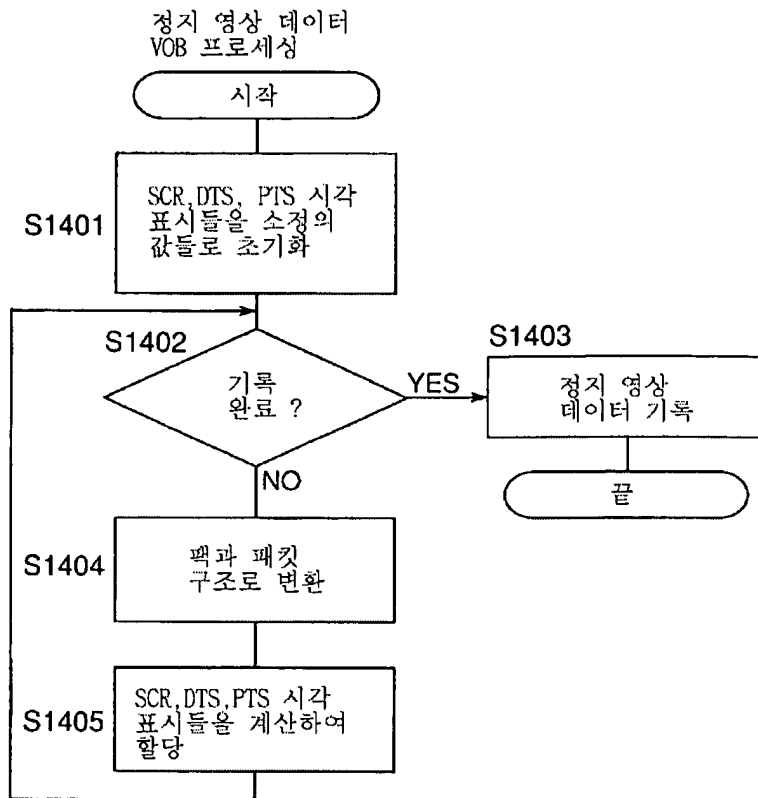 정지 영상 데이터
VOB 프로세싱
시작
S1401
SCR,DTS, PTS 시각
표시들을 소정의
값들로 초기화
S1402
기록
완료 ?
YES
S1403
정지 영상
데이터 기록
끝
NO
S1404
팩과 패킷
구조로 변환
S1405
SCR,DTS,PTS 시각
표시들을 계산하여
할당